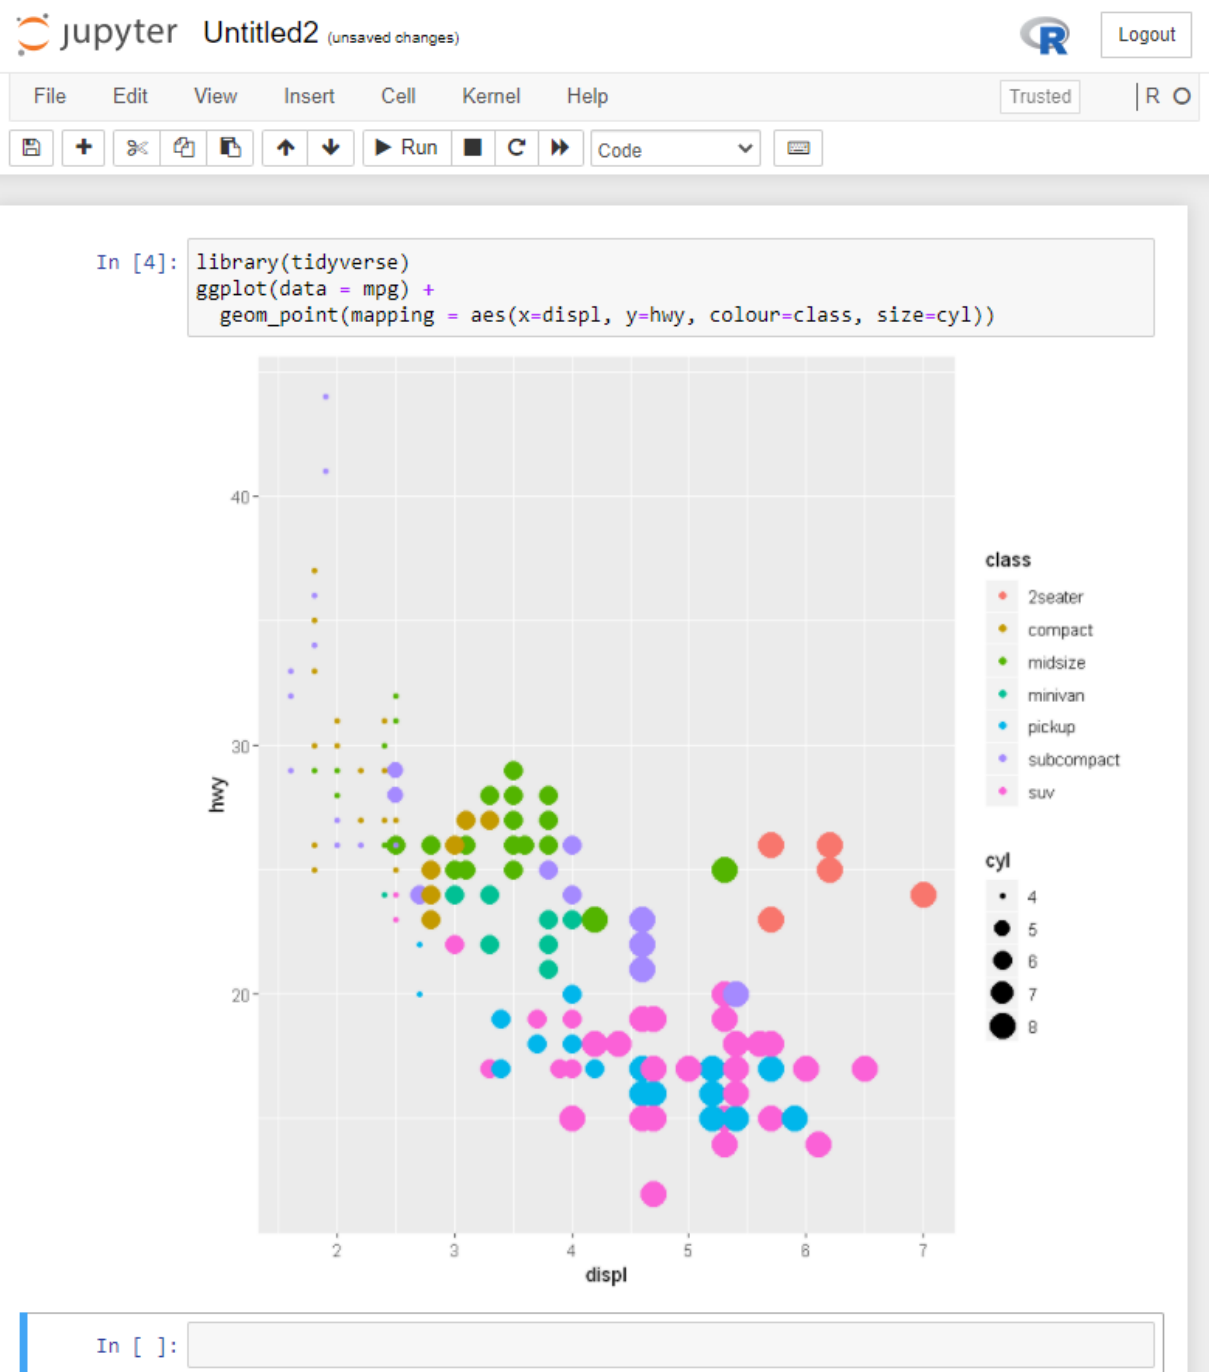 jupyter Untitled2 (unsaved changes) R Logout
File Edit View Insert Cell Kernel Help Trusted R
Run Code
In [4]: library(tidyverse)
ggplot(data = mpg) +
geom_point(mapping = aes(x=displ, y=hwy, colour=class, size=cyl))
40
30
20
hwy
2 3 4 5 6 7
displ
class
2seater
compact
midsize
minivan
pickup
subcompact
suv
cyl
4
5
6
7
8
In [ ]: